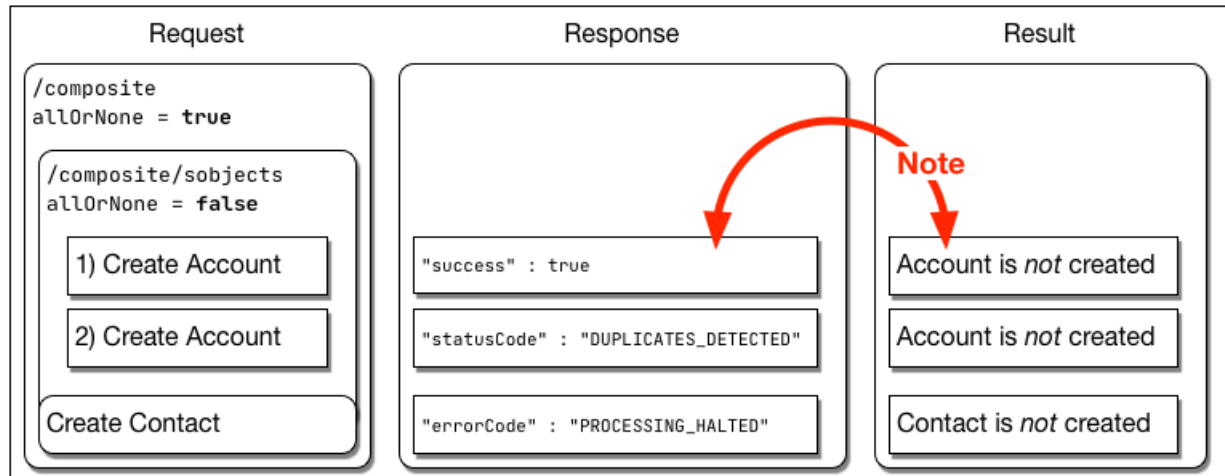 Request
Response
Result
/composite
allOrNone = true
/composite/sobjects
allOrNone = false
Note
1) Create Account
"success" : true
Account is not created
2) Create Account
"statusCode" : "DUPLICATES_DETECTED"
Account is not created
Create Contact
"errorCode" : "PROCESSING_HALTED"
Contact is not created